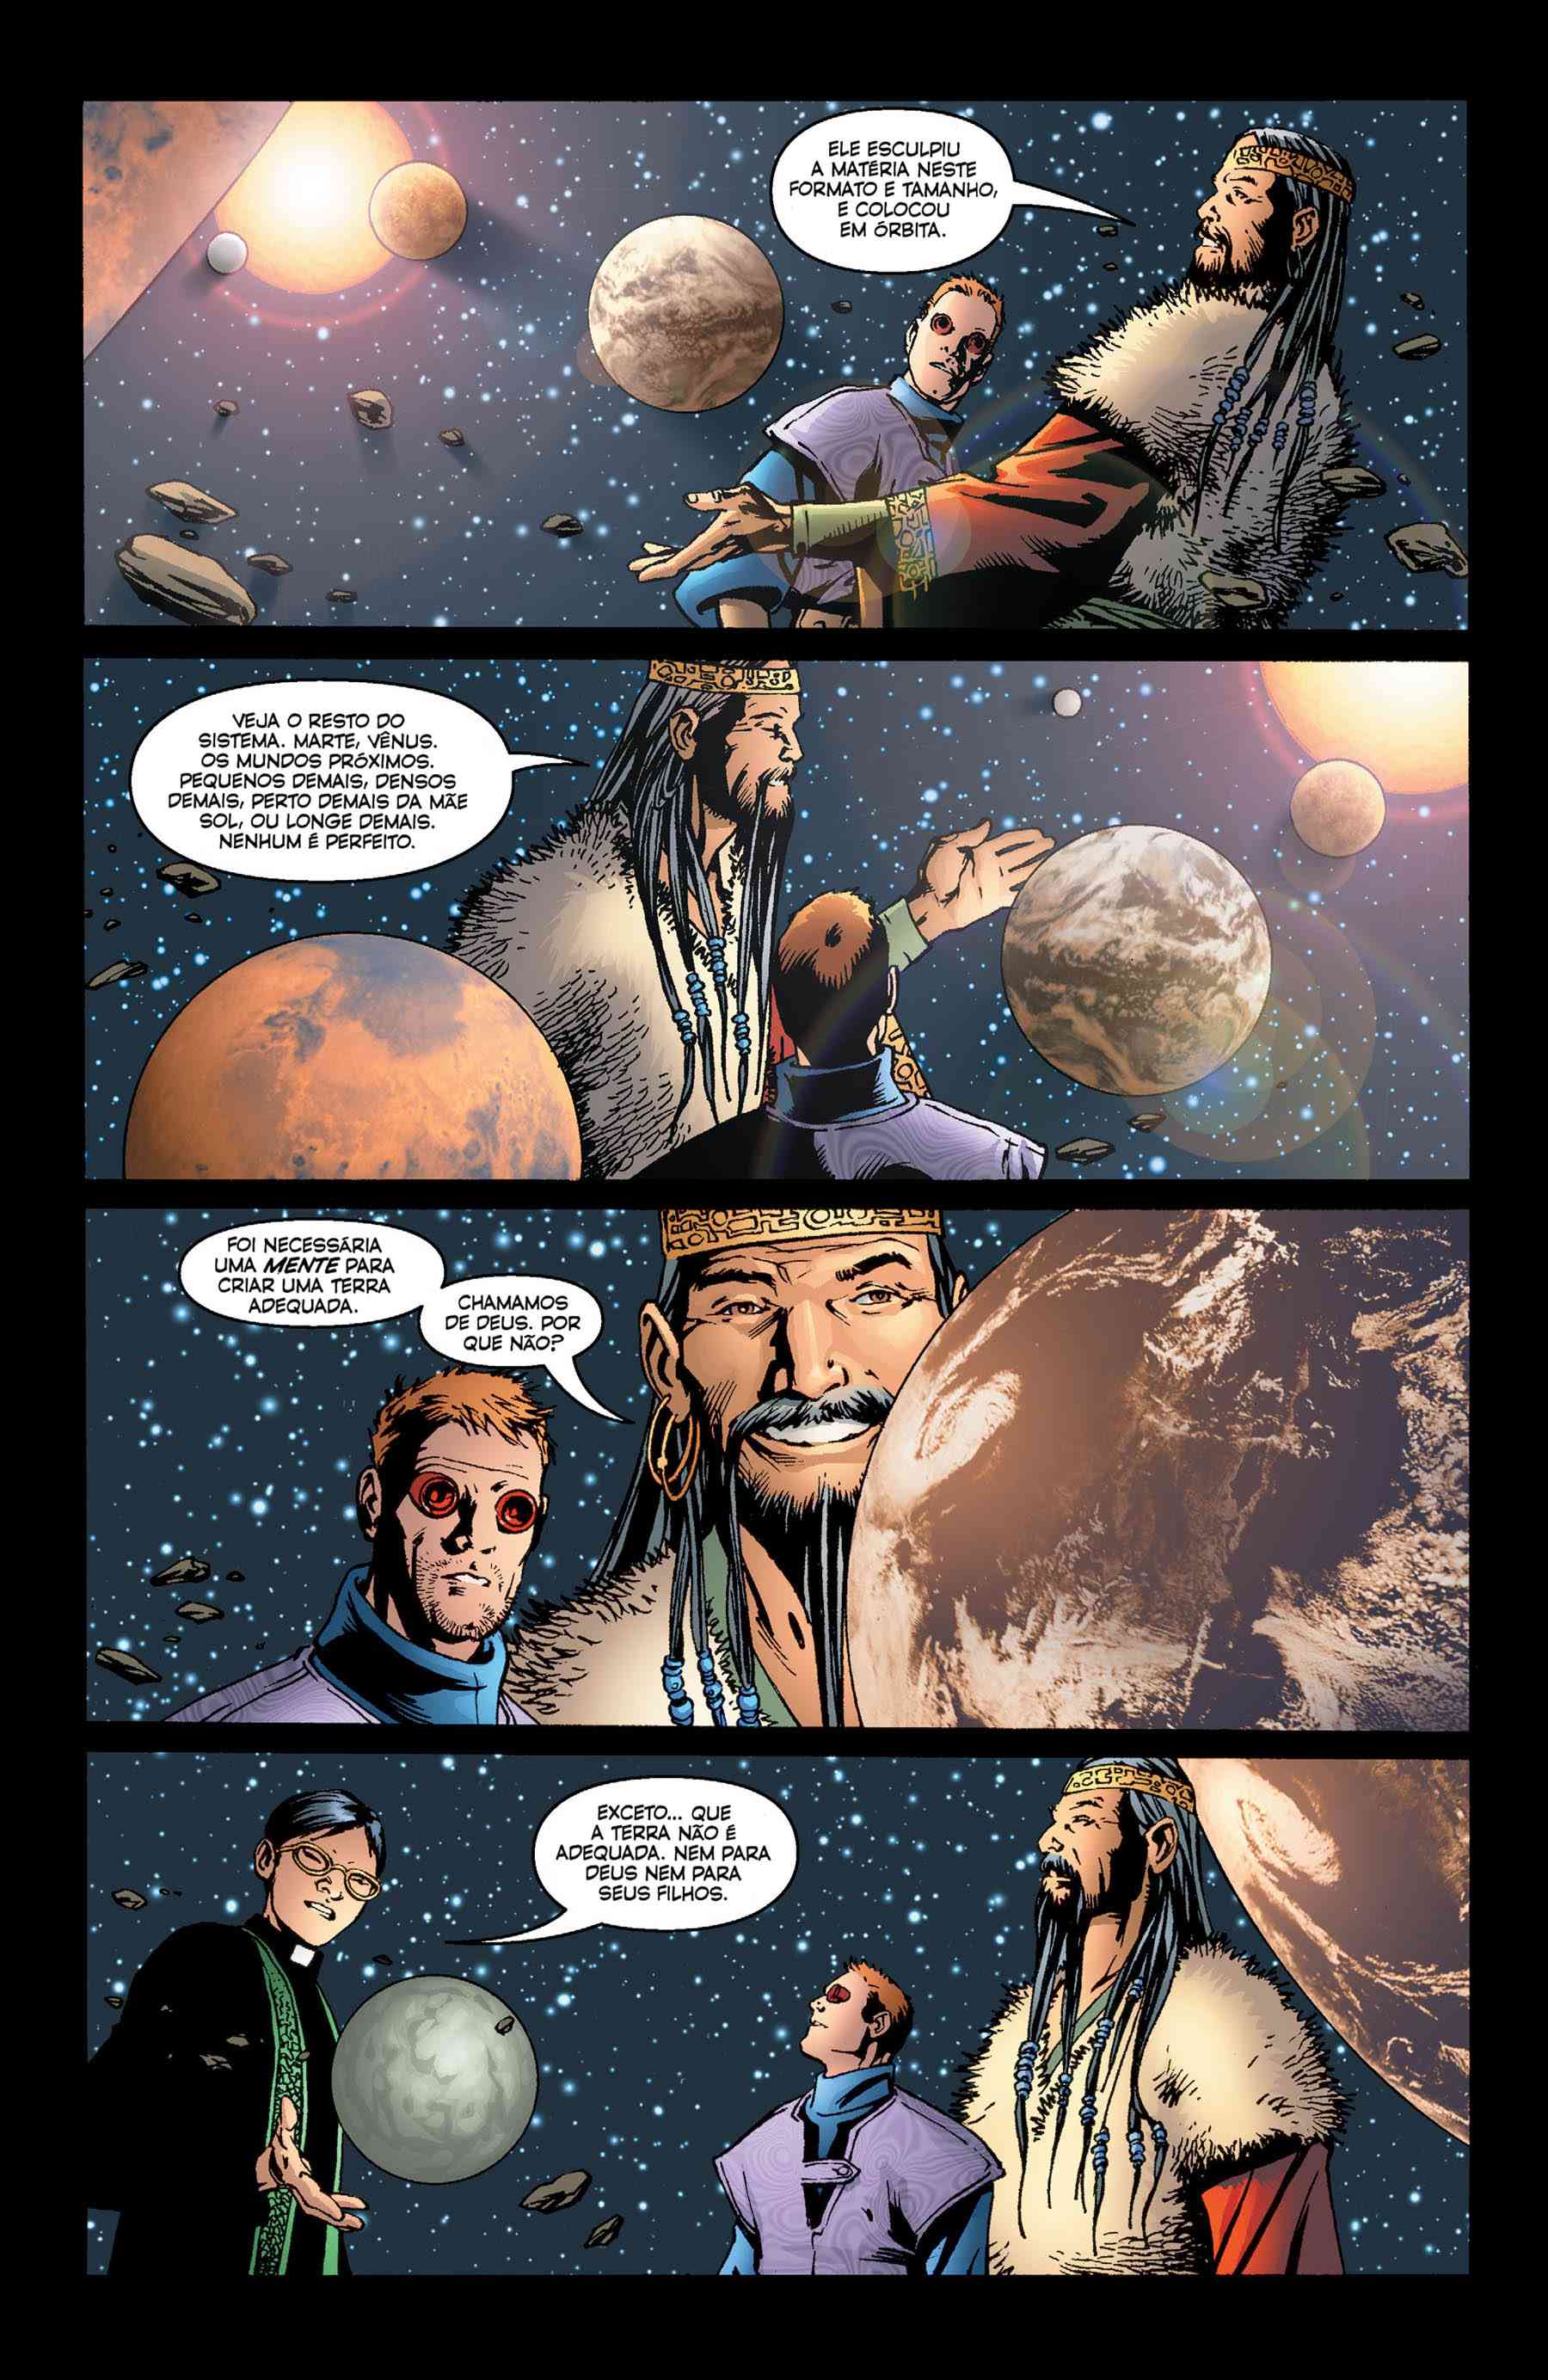 ELE ESCULPIU
A MATÉRIA NESTE
FORMATO E TAMANHO,
E COLOCOU
EM ÓRBITA.
VEJA O RESTO DO
SISTEMA. MARTE, VÊNUS.
OS MUNDOS PRÓXIMOS.
PEQUENOS DEMAIS, DENSOS
DEMAIS, PERTO DEMAIS DA MÃE
SOL, OU LONGE DEMAIS.
NENHUM É PERFEITO.
FOI NECESSÁRIA
UMA MENTE PARA
CRIAR UMA TERRA
ADEQUADA.
CHAMAMOS
DE DEUS. POR
QUE NÃO?
EXCETO... QUE
A TERRA NÃO É
ADEQUADA. NEM PARA
DEUS NEM PARA
SEUS FILHOS.